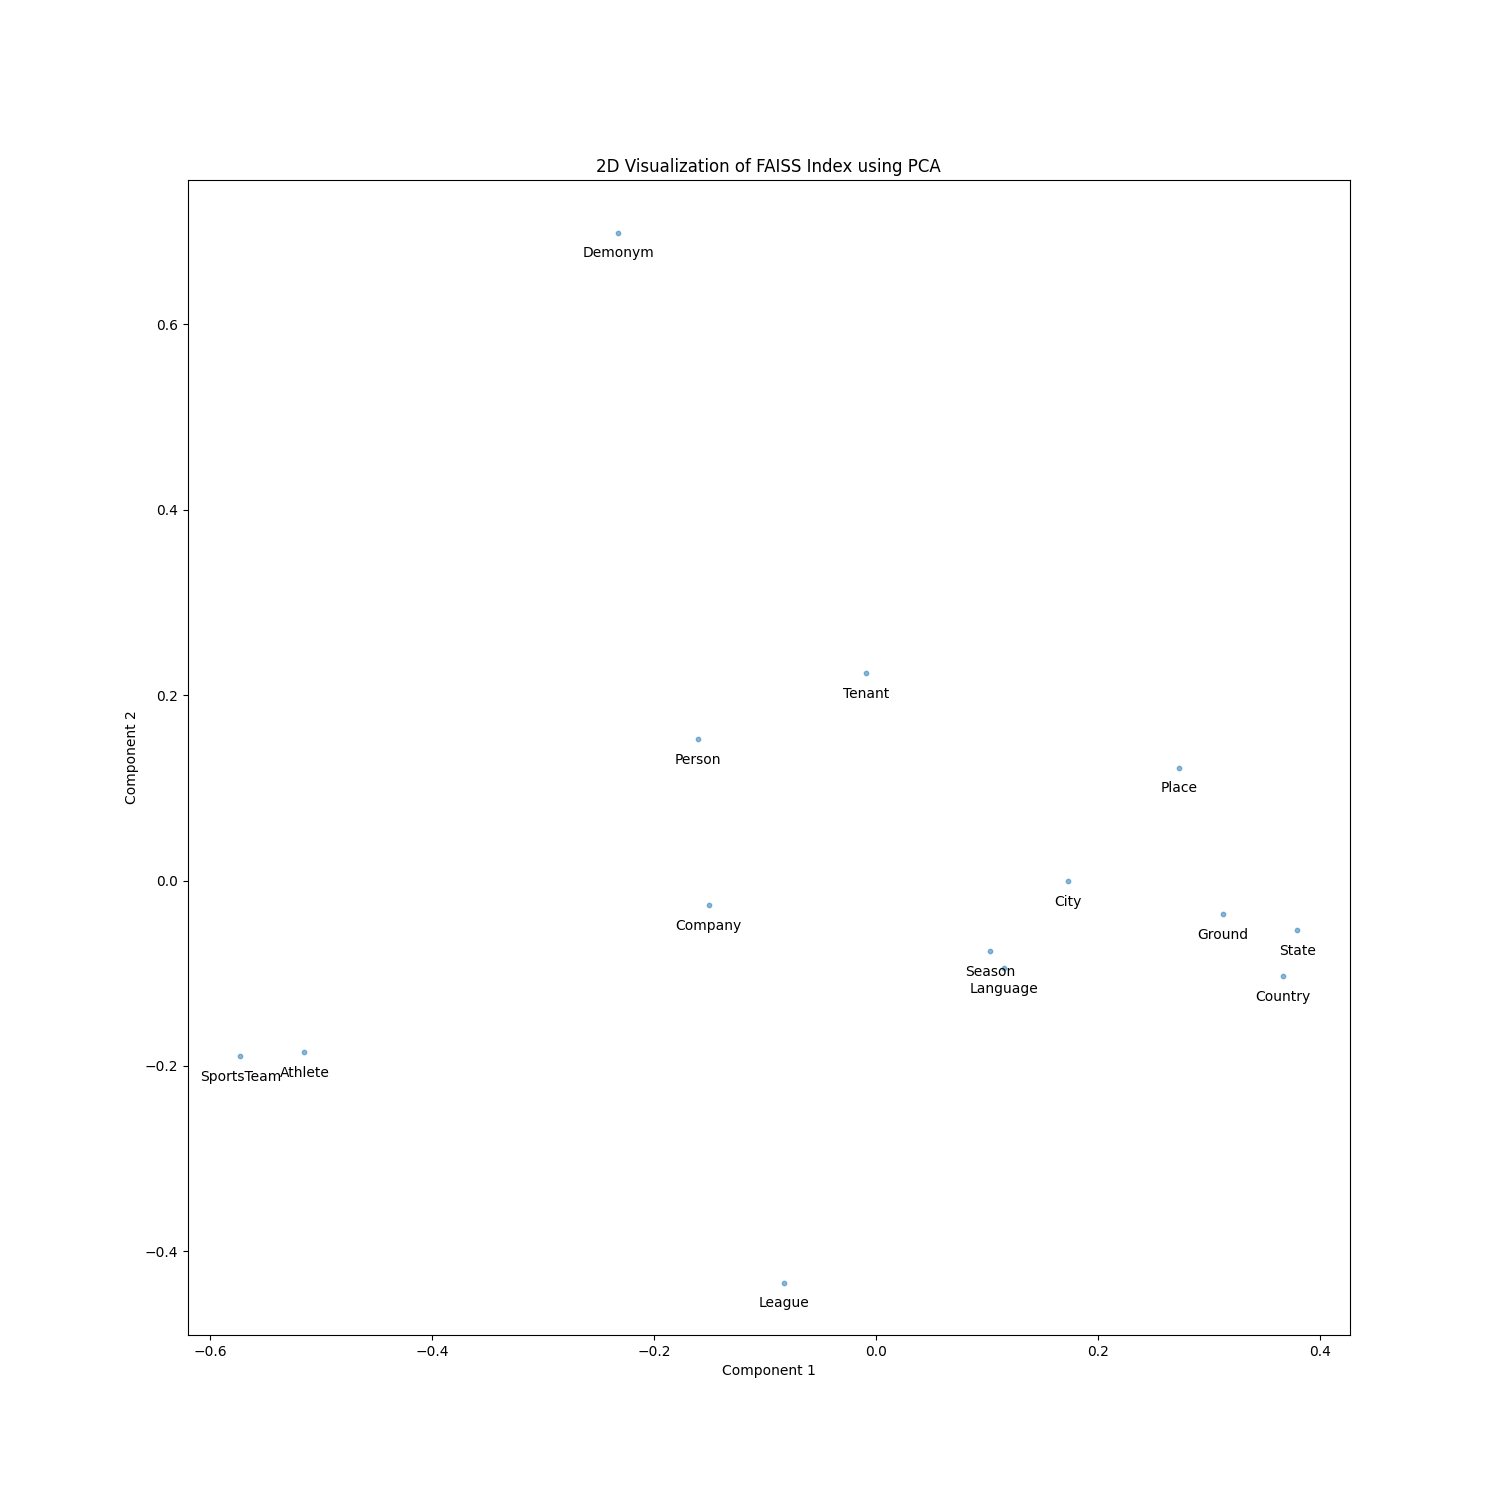 2D Visualization of FAISS Index using PCA
Demonym
0.6
0.4
0.2
Tenant
Person
Place
Component 2
0.0
City
Company
Ground
State
Season
Language
Country
−0.2
SportsTeam
Athlete
−0.4
League
−0.6
−0.4
−0.2
0.0
0.2
0.4
Component 1